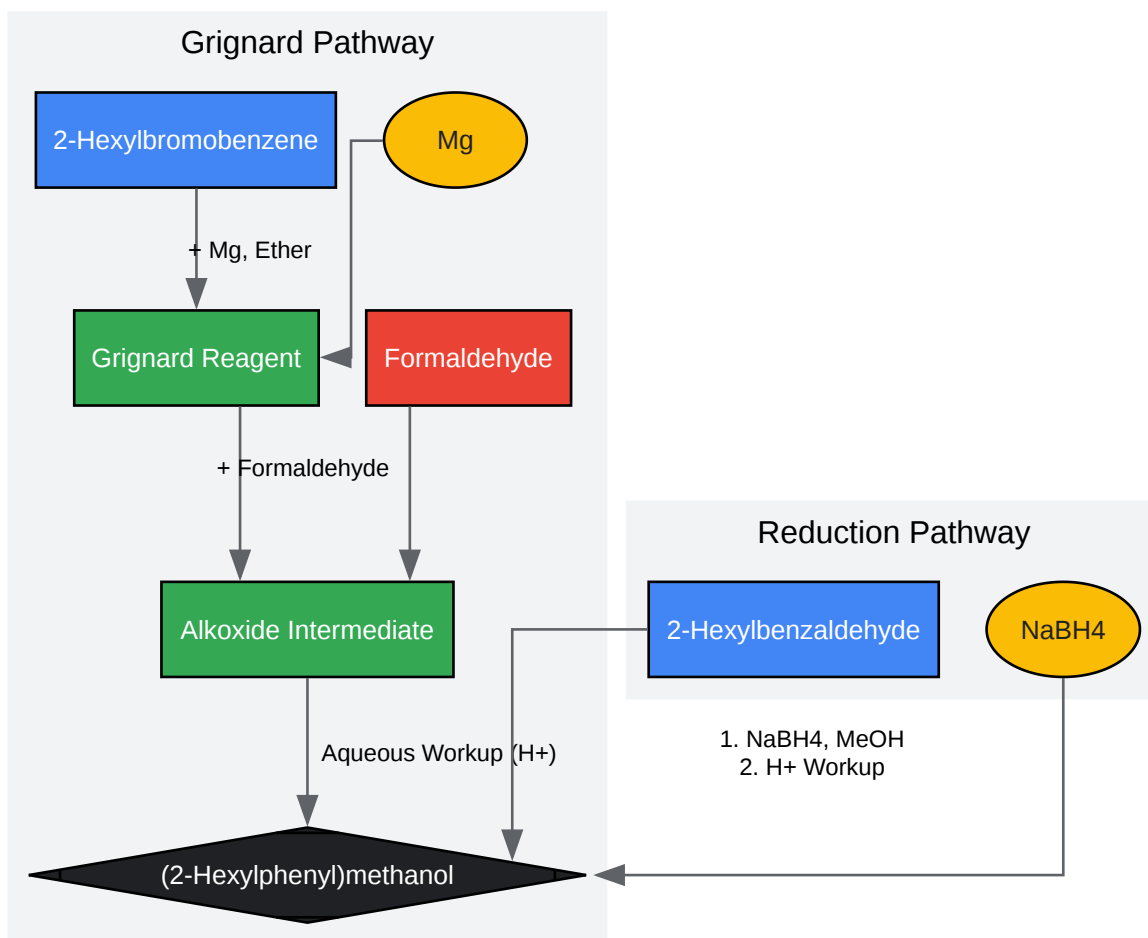 Grignard Pathway
2-Hexylbromobenzene
Mg
+ Mg, Ether
Grignard Reagent
Formaldehyde
+ Formaldehyde
Reduction Pathway
Alkoxide Intermediate
2-Hexylbenzaldehyde
NaBH4
Aqueous Workup (H+)
1. NaBH4, MeOH
2. H+ Workup
(2-Hexylphenyl)methanol